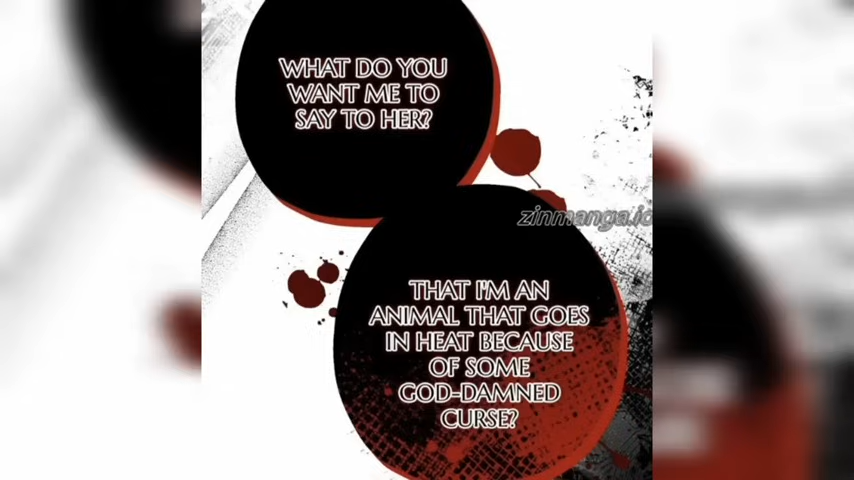 WHAT DO YOU
WANT ME TO
SAY TO HER?
zinmanga.io
THAT I'M AN
ANIMAL THAT GOES
IN HEAT BECAUSE
OF SOME
GOD-DAMNED
CURSE?